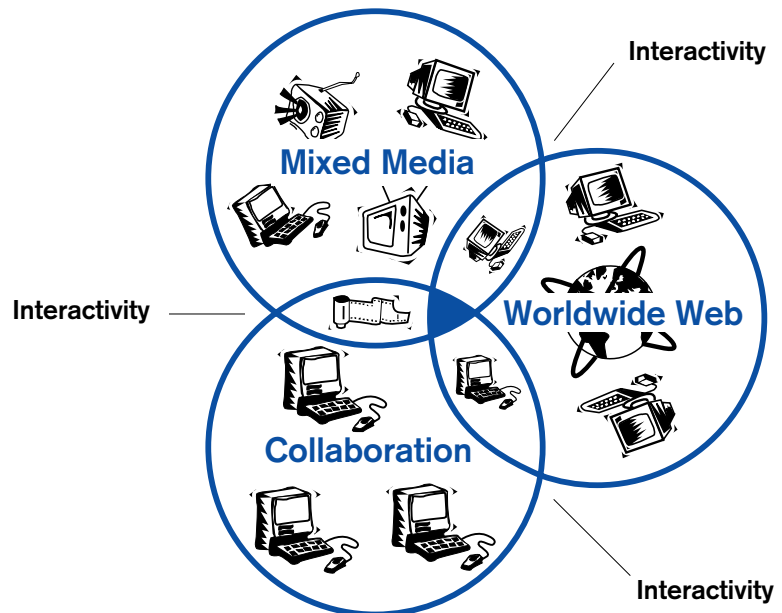 Interactivity
Mixed Media
Interactivity
Worldwide Web
Collaboration
Interactivity